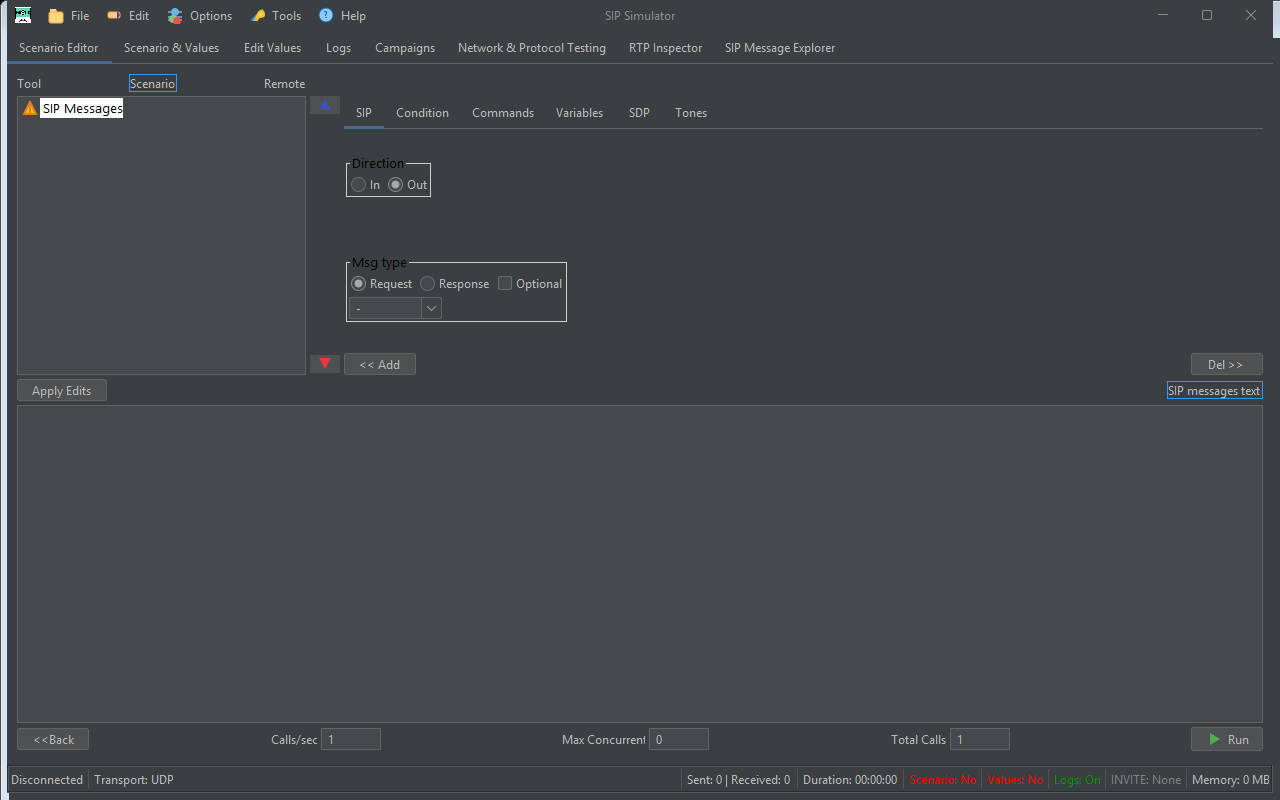 File Edit Options Tools Help SIP Simulator
Scenario Editor Scenario & Values Edit Values Logs Campaigns Network & Protocol Testing RTP Inspector SIP Message Explorer
Tool Scenario Remote
SIP Messages
SIP Condition Commands Variables SDP Tones
Direction
In Out
Msg type
Request Response Optional
-
<< Add Del >>
Apply Edits SIP messages text
<<Back Calls/sec 1 Max Concurrent 0 Total Calls 1 Run
Disconnected Transport: UDP Sent: 0 | Received: 0 Duration: 00:00:00 Scenario: No Values: No Logs: On INVITE: None Memory: 0 MB